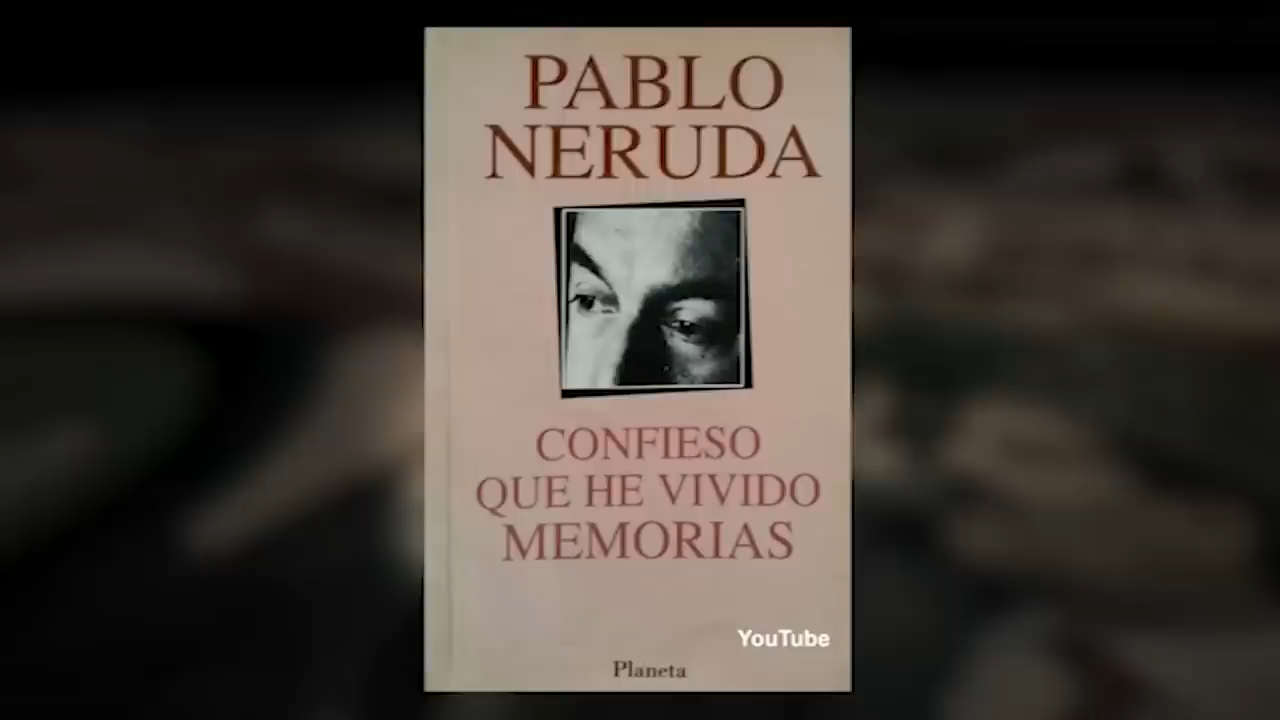 PABLO
NERUDA
CONFIESO
QUE HE VIVIDO
MEMORIAS
YouTube
Planeta